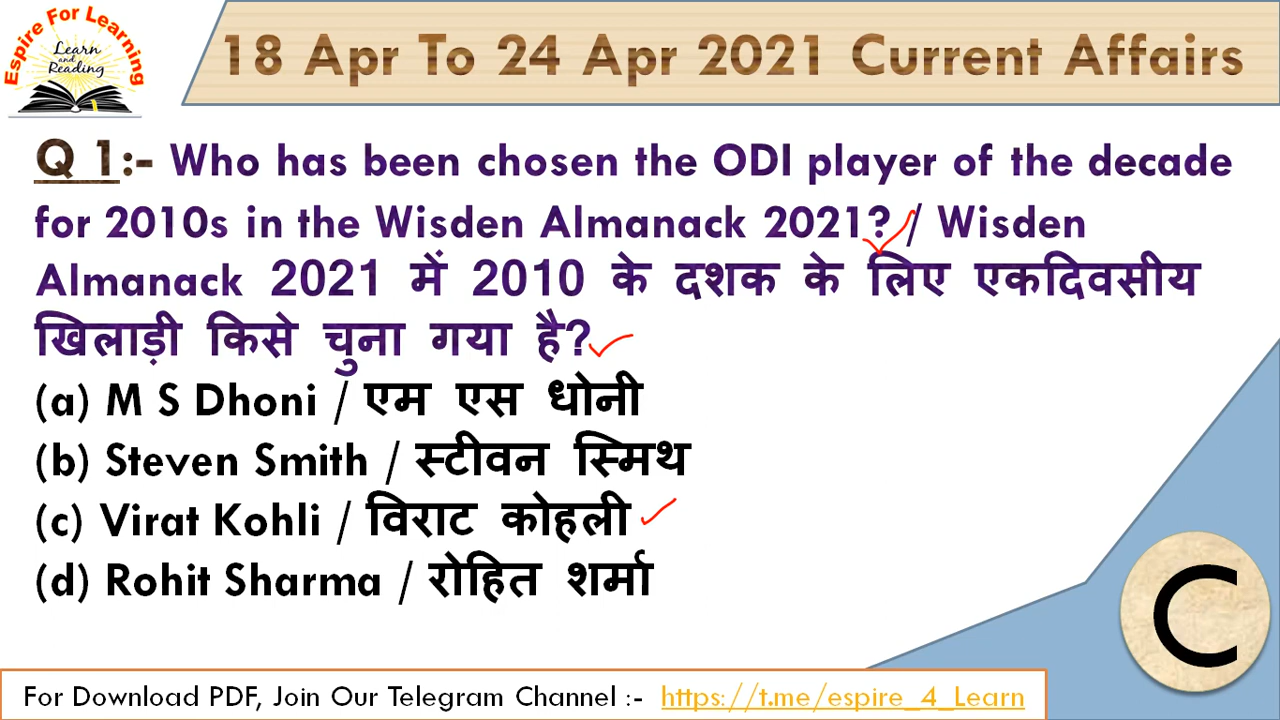 Espire For Learning
Learn
and
Reading
18 Apr To 24 Apr 2021 Current Affairs
Q 1:- Who has been chosen the ODI player of the decade
for 2010s in the Wisden Almanack 2021? / Wisden
Almanack 2021 में 2010 के दशक के लिए एकदिवसीय
खिलाड़ी किसे चुना गया है?
(a) M S Dhoni / एम एस धोनी
(b) Steven Smith / स्टीवन स्मिथ
(c) Virat Kohli / विराट कोहली
(d) Rohit Sharma / रोहित शर्मा
C
For Download PDF, Join Our Telegram Channel :- https://t.me/espire_4_Learn